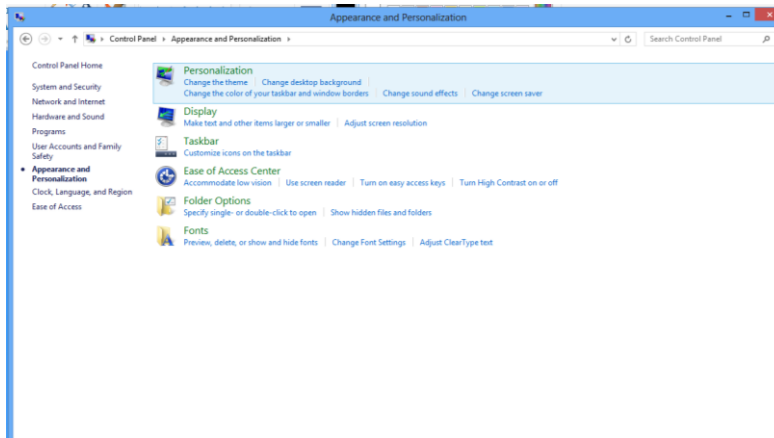 Appearance and Personalization
Control Panel Appearance and Personalization
Search Control Panel
Control Panel Home
System and Security
Network and Internet
Hardware and Sound
Programs
User Accounts and Family
Safety
Appearance and
Personalization
Clock, Language, and Region
Ease of Access
Personalization
Change the theme Change desktop background
Change the color of your taskbar and window borders Change sound effects Change screen saver
Display
Make text and other items larger or smaller Adjust screen resolution
Taskbar
Customize icons on the taskbar
Ease of Access Center
Accommodate low vision Use screen reader Turn on easy access keys Turn High Contrast on or off
Folder Options
Specify single- or double-click to open Show hidden files and folders
Fonts
Preview, delete, or show and hide fonts Change Font Settings Adjust ClearType text